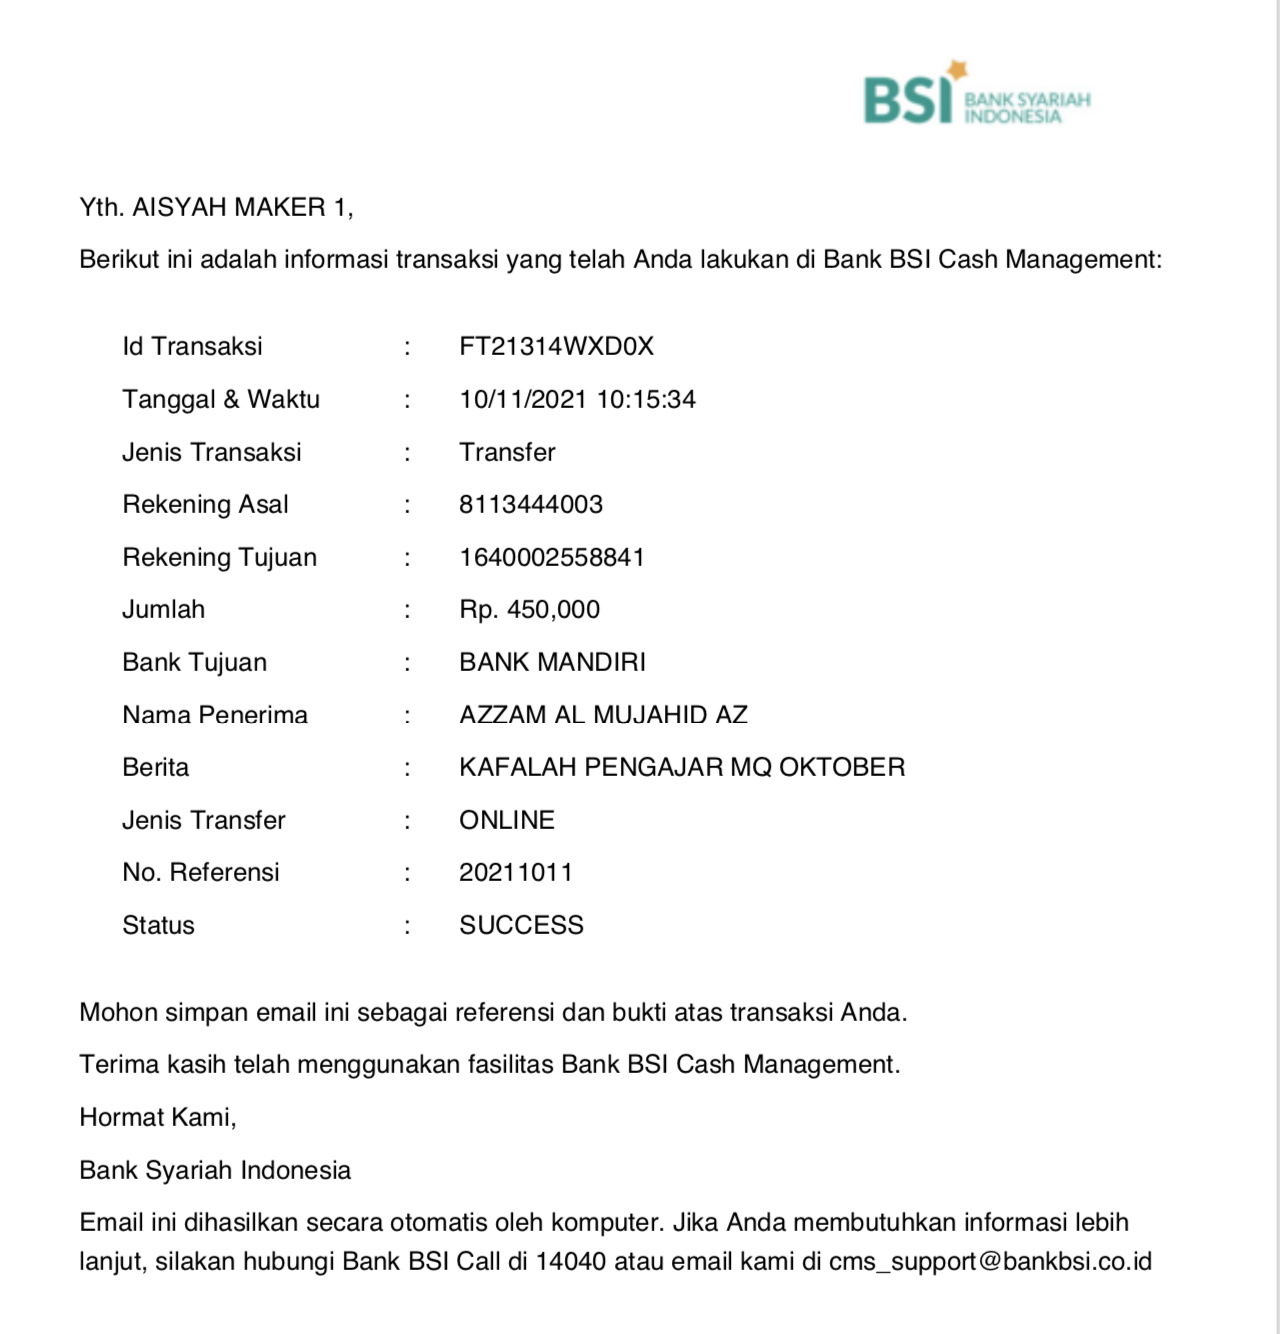 BSI BANK SYARIAH INDONESIA
Yth. AISYAH MAKER 1,
Berikut ini adalah informasi transaksi yang telah Anda lakukan di Bank BSI Cash Management:
Id Transaksi : FT21314WXD0X
Tanggal & Waktu : 10/11/2021 10:15:34
Jenis Transaksi : Transfer
Rekening Asal : 8113444003
Rekening Tujuan : 1640002558841
Jumlah : Rp. 450,000
Bank Tujuan : BANK MANDIRI
Nama Penerima : AZZAM AL MUJAHID AZ
Berita : KAFALAH PENGAJAR MQ OKTOBER
Jenis Transfer : ONLINE
No. Referensi : 20211011
Status : SUCCESS
Mohon simpan email ini sebagai referensi dan bukti atas transaksi Anda.
Terima kasih telah menggunakan fasilitas Bank BSI Cash Management.
Hormat Kami,
Bank Syariah Indonesia
Email ini dihasilkan secara otomatis oleh komputer. Jika Anda membutuhkan informasi lebih
lanjut, silakan hubungi Bank BSI Call di 14040 atau email kami di cms_support@bankbsi.co.id